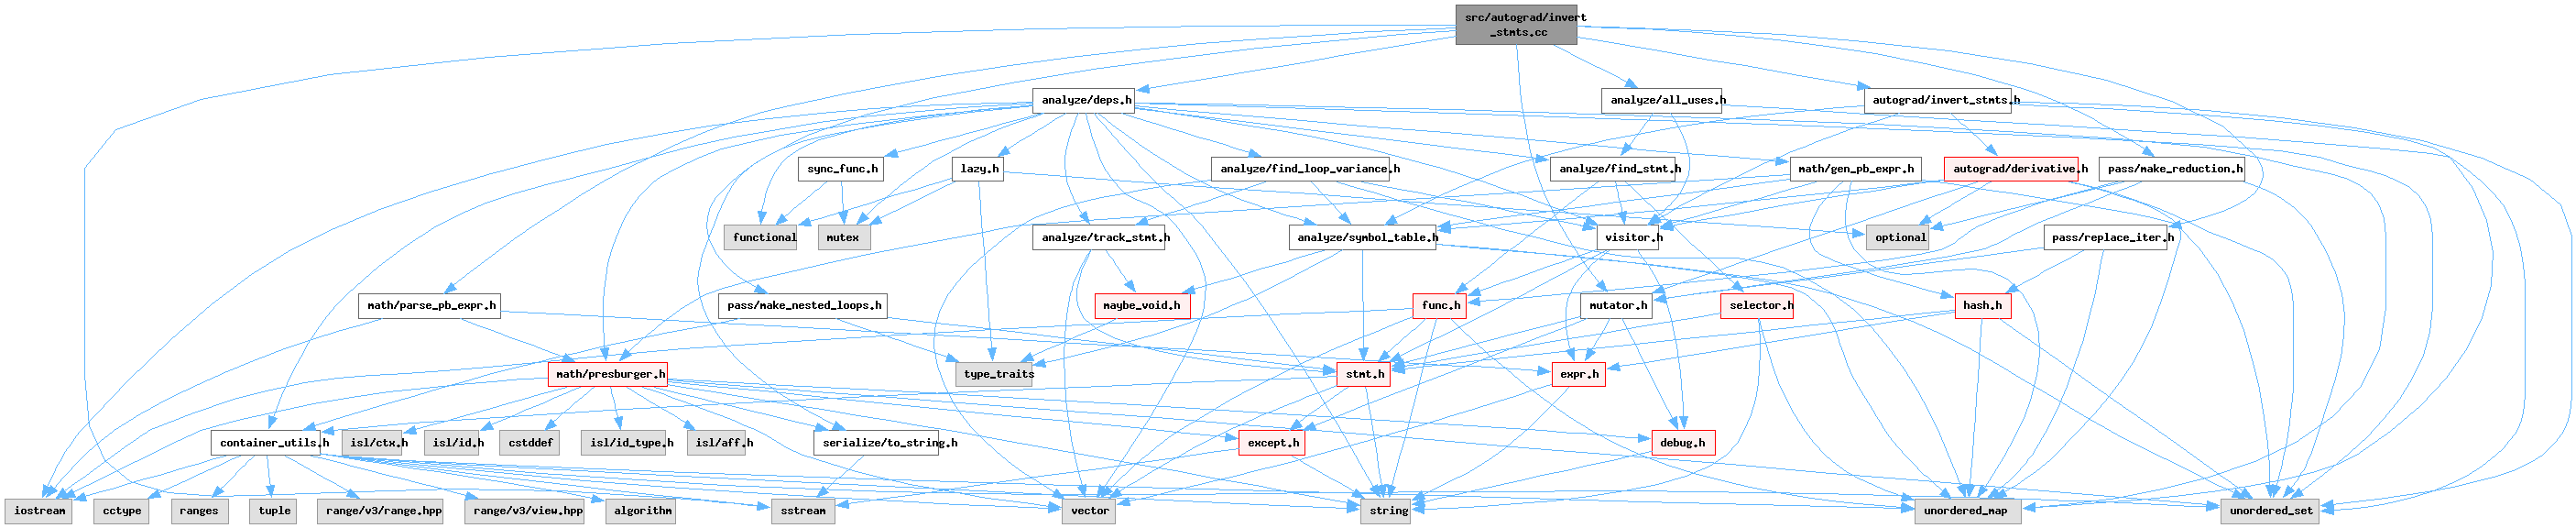 src/autograd/invert
_stmts.cc
analyze/deps.h
analyze/all_uses.h
autograd/invert_stmts.h
sync_func.h
lazy.h
analyze/find_loop_variance.h
analyze/find_stmt.h
math/gen_pb_expr.h
autograd/derivative.h
pass/make_reduction.h
functional
mutex
analyze/track_stmt.h
analyze/symbol_table.h
visitor.h
optional
pass/replace_iter.h
math/parse_pb_expr.h
pass/make_nested_loops.h
maybe_void.h
func.h
mutator.h
selector.h
hash.h
math/presburger.h
type_traits
stmt.h
expr.h
container_utils.h
isl/ctx.h
isl/id.h
cstddef
isl/id_type.h
isl/aff.h
serialize/to_string.h
except.h
debug.h
iostream
cctype
ranges
tuple
range/v3/range.hpp
range/v3/view.hpp
algorithm
sstream
vector
string
unordered_map
unordered_set